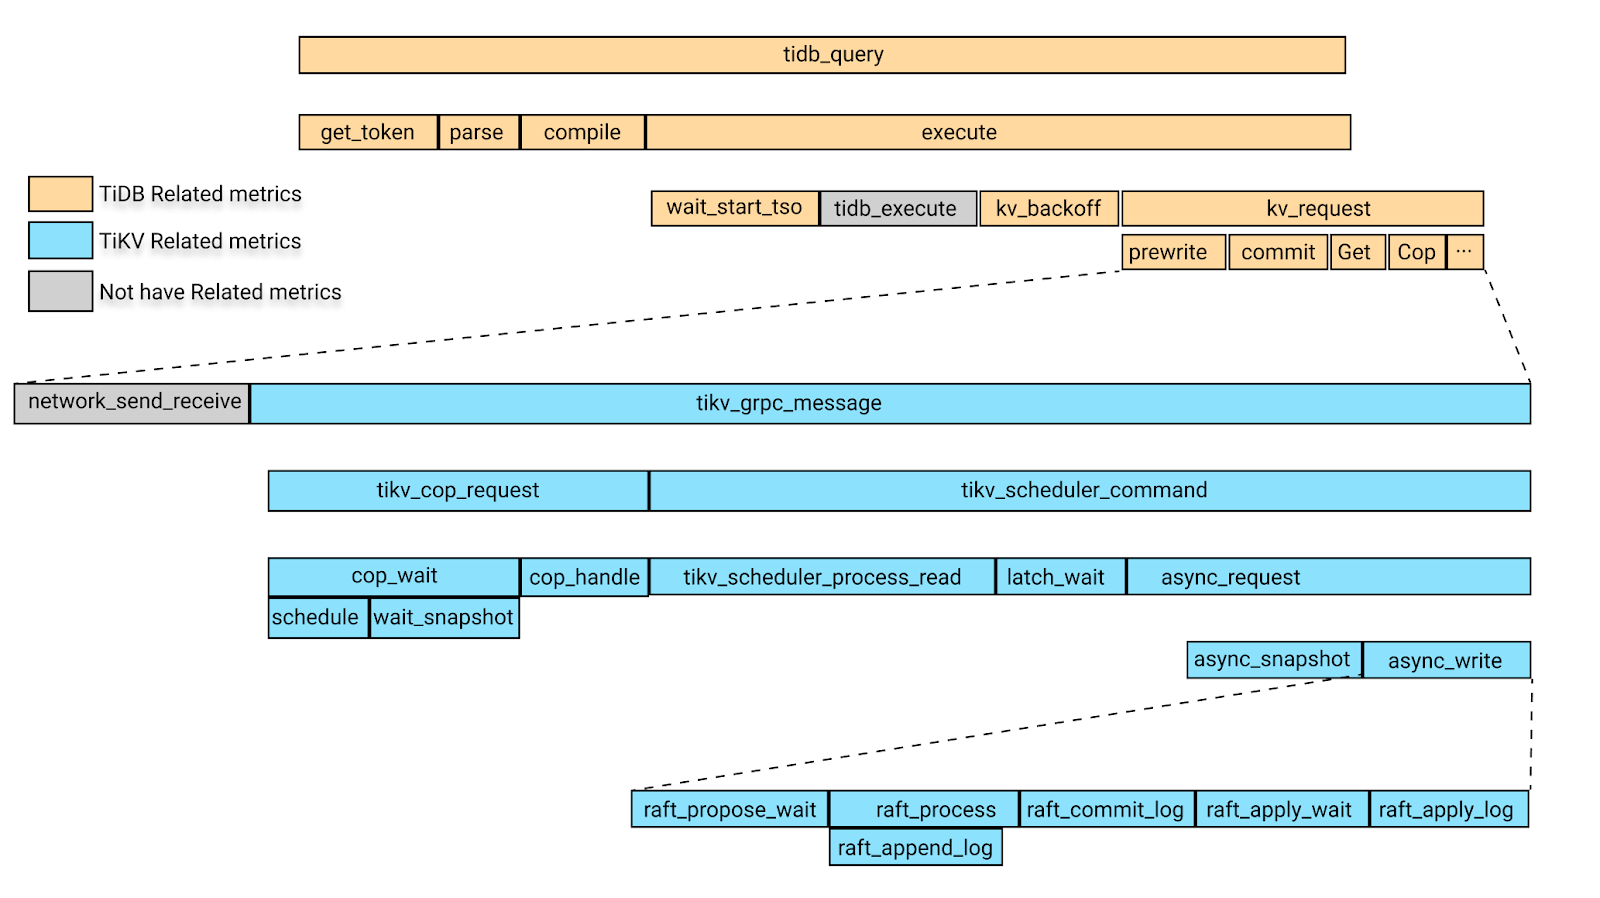 tidb_query
get_token parse compile execute
TiDB Related metrics
TiKV Related metrics
Not have Related metrics
wait_start_tso tidb_execute kv_backoff kv_request
prewrite commit Get Cop ···
network_send_receive tikv_grpc_message
tikv_cop_request tikv_scheduler_command
cop_wait cop_handle tikv_scheduler_process_read latch_wait async_request
schedule wait_snapshot
async_snapshot async_write
raft_propose_wait raft_process raft_commit_log raft_apply_wait raft_apply_log
raft_append_log